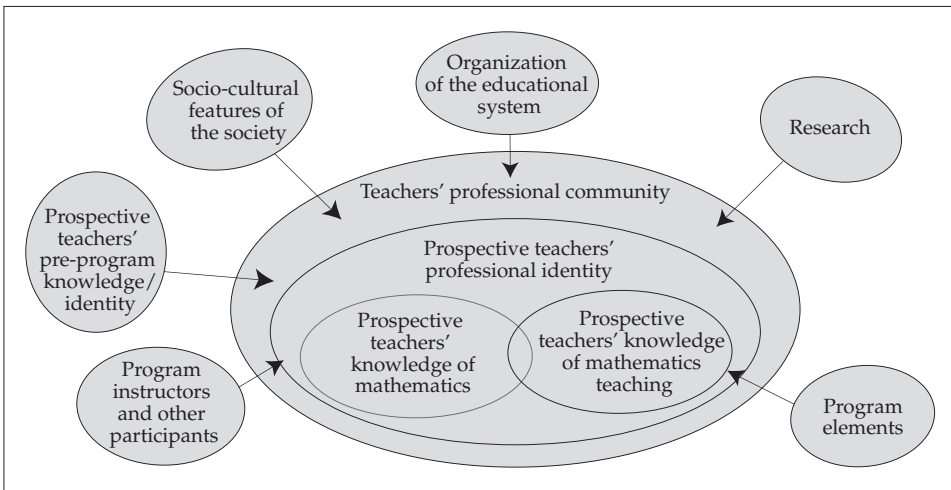 Organization
of the educational
system
Socio-cultural
features of
the society
Research
Teachers’ professional community
Prospective
teachers’
pre-program
knowledge/
identity
Prospective teachers’
professional identity
Prospective
teachers’
knowledge of
mathematics
Prospective
teachers’ knowledge
of mathematics
teaching
Program
instructors
and other
participants
Program
elements